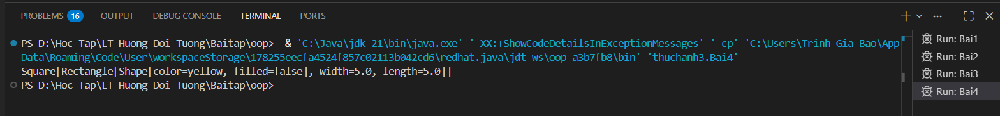 PROBLEMS 16 OUTPUT DEBUG CONSOLE TERMINAL PORTS
PS D:\Hoc Tap\LT Huong Doi Tuong\Baitap\oop>  & 'C:\Java\jdk-21\bin\java.exe' '-XX:+ShowCodeDetailsInExceptionMessages' '-cp' 'C:\Users\Trinh Gia Bao\App
Data\Roaming\Code\User\workspaceStorage\178255eecfa4524f857c02113b042cd6\redhat.java\jdt_ws\oop_a3b7fb8\bin' 'thuchanh3.Bai4'
Square[Rectangle[Shape[color=yellow, filled=false], width=5.0, length=5.0]]
PS D:\Hoc Tap\LT Huong Doi Tuong\Baitap\oop>
Run: Bai1
Run: Bai2
Run: Bai3
Run: Bai4